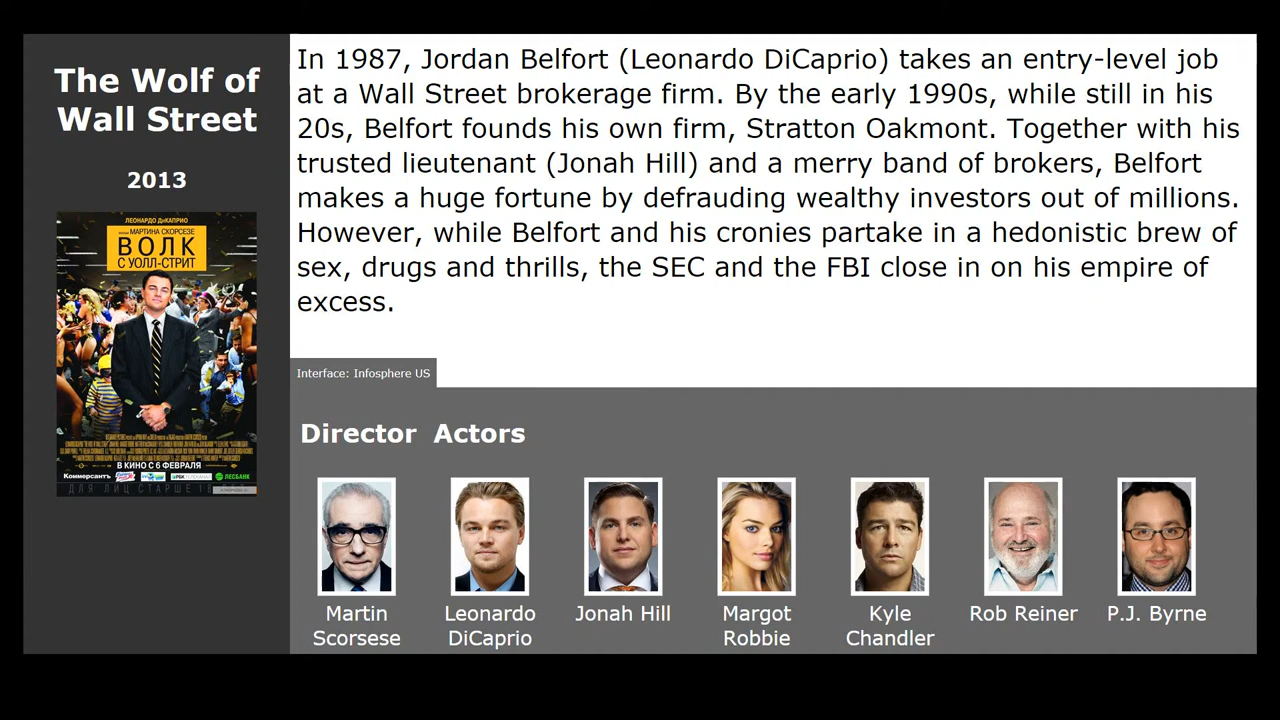 The Wolf of
Wall Street
2013
ЛЕОНАРДО ДиКАПРИО
МАРТИНА СКОРСЕЗЕ
ВОЛК
С УОЛЛ-СТРИТ
В КИНО С 6 ФЕВРАЛЯ
Коммерсантъ
ЛЕСБАНК
In 1987, Jordan Belfort (Leonardo DiCaprio) takes an entry-level job
at a Wall Street brokerage firm. By the early 1990s, while still in his
20s, Belfort founds his own firm, Stratton Oakmont. Together with his
trusted lieutenant (Jonah Hill) and a merry band of brokers, Belfort
makes a huge fortune by defrauding wealthy investors out of millions.
However, while Belfort and his cronies partake in a hedonistic brew of
sex, drugs and thrills, the SEC and the FBI close in on his empire of
excess.
Interface: Infosphere US
Director Actors
Martin
Scorsese
Leonardo
DiCaprio
Jonah Hill
Margot
Robbie
Kyle
Chandler
Rob Reiner
P.J. Byrne